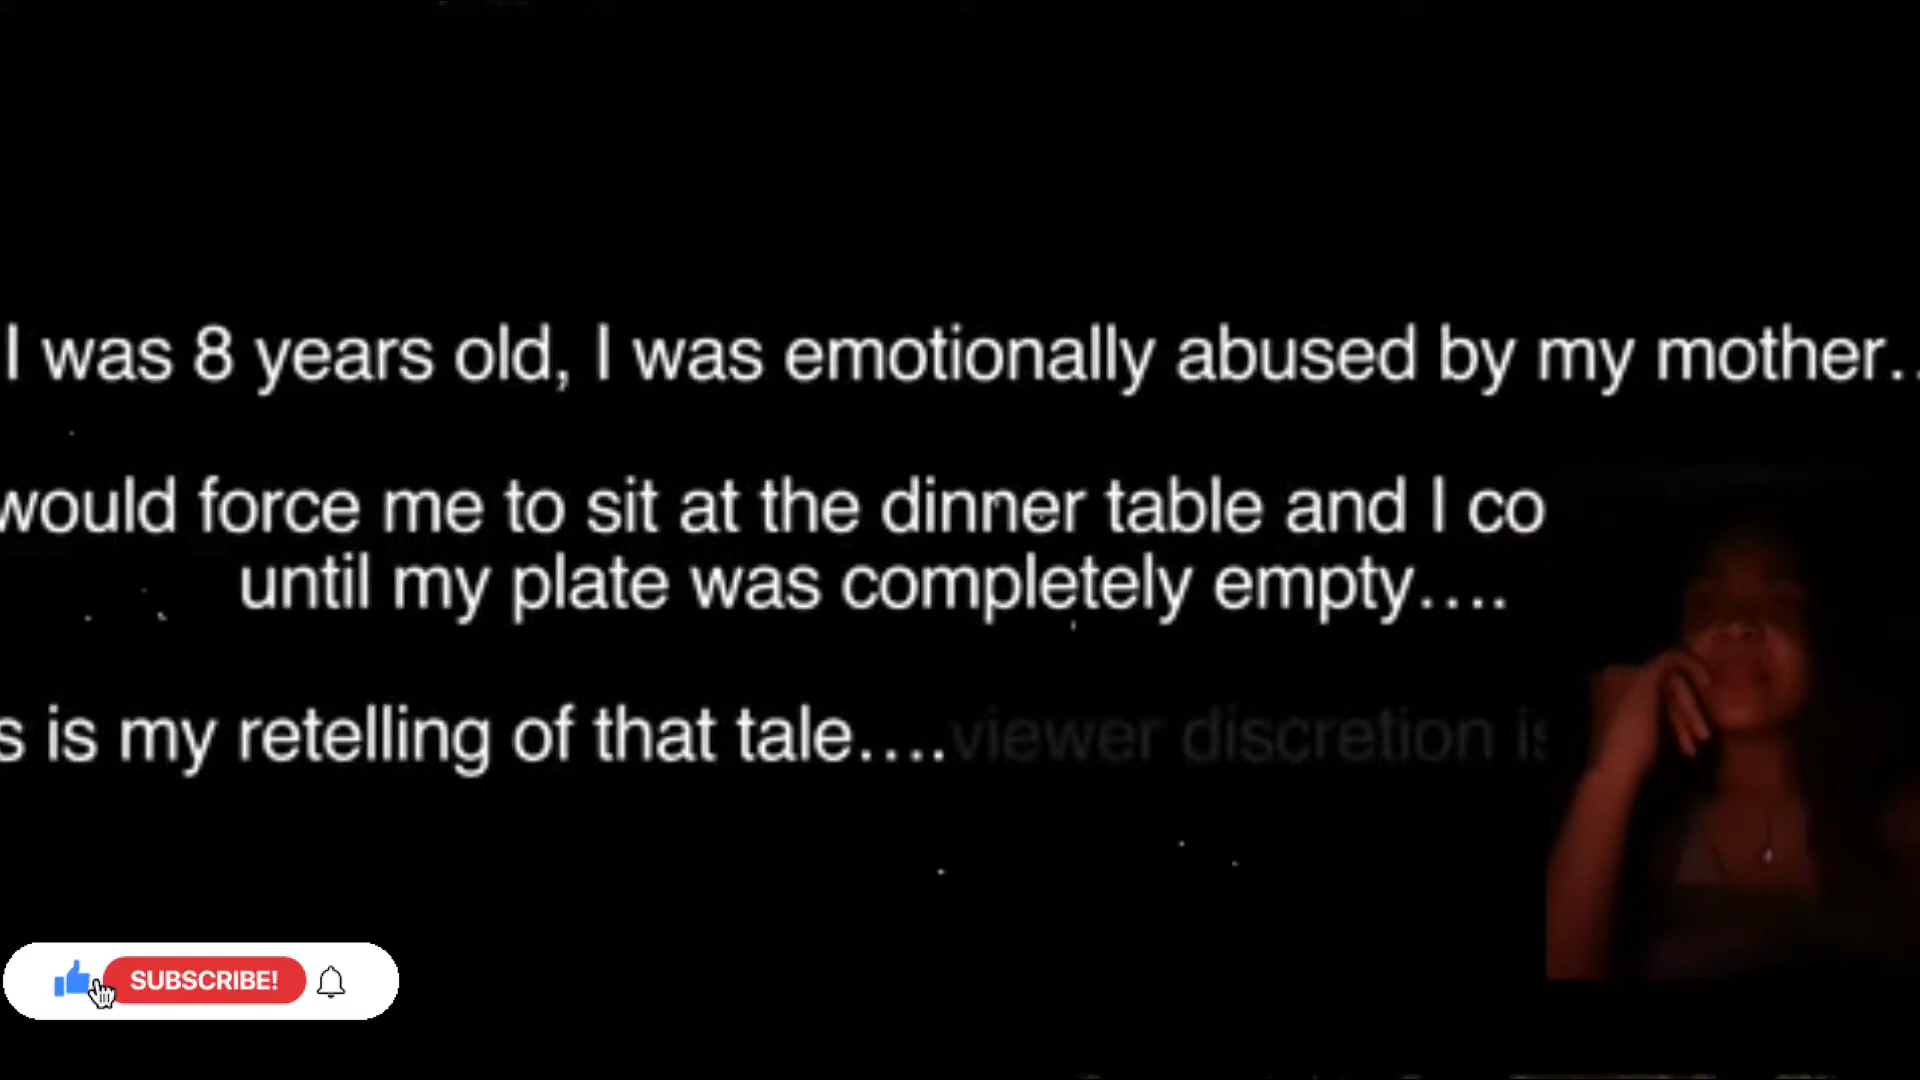 I was 8 years old, I was emotionally abused by my mother..
would force me to sit at the dinner table and I co
until my plate was completely empty....
s is my retelling of that tale....viewer discretion is
SUBSCRIBE!